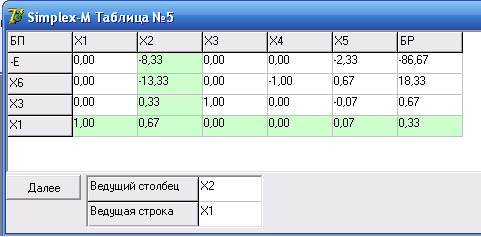 Simplex-M Таблица №5
БП X1 X2 X3 X4 X5 БР
-E 0,00 -8,33 0,00 0,00 -2,33 -86,67
X6 0,00 -13,33 0,00 -1,00 0,67 18,33
X3 0,00 0,33 1,00 0,00 -0,07 0,67
X1 1,00 0,67 0,00 0,00 0,07 0,33
Далее Ведущий столбец X2
Ведущая строка X1